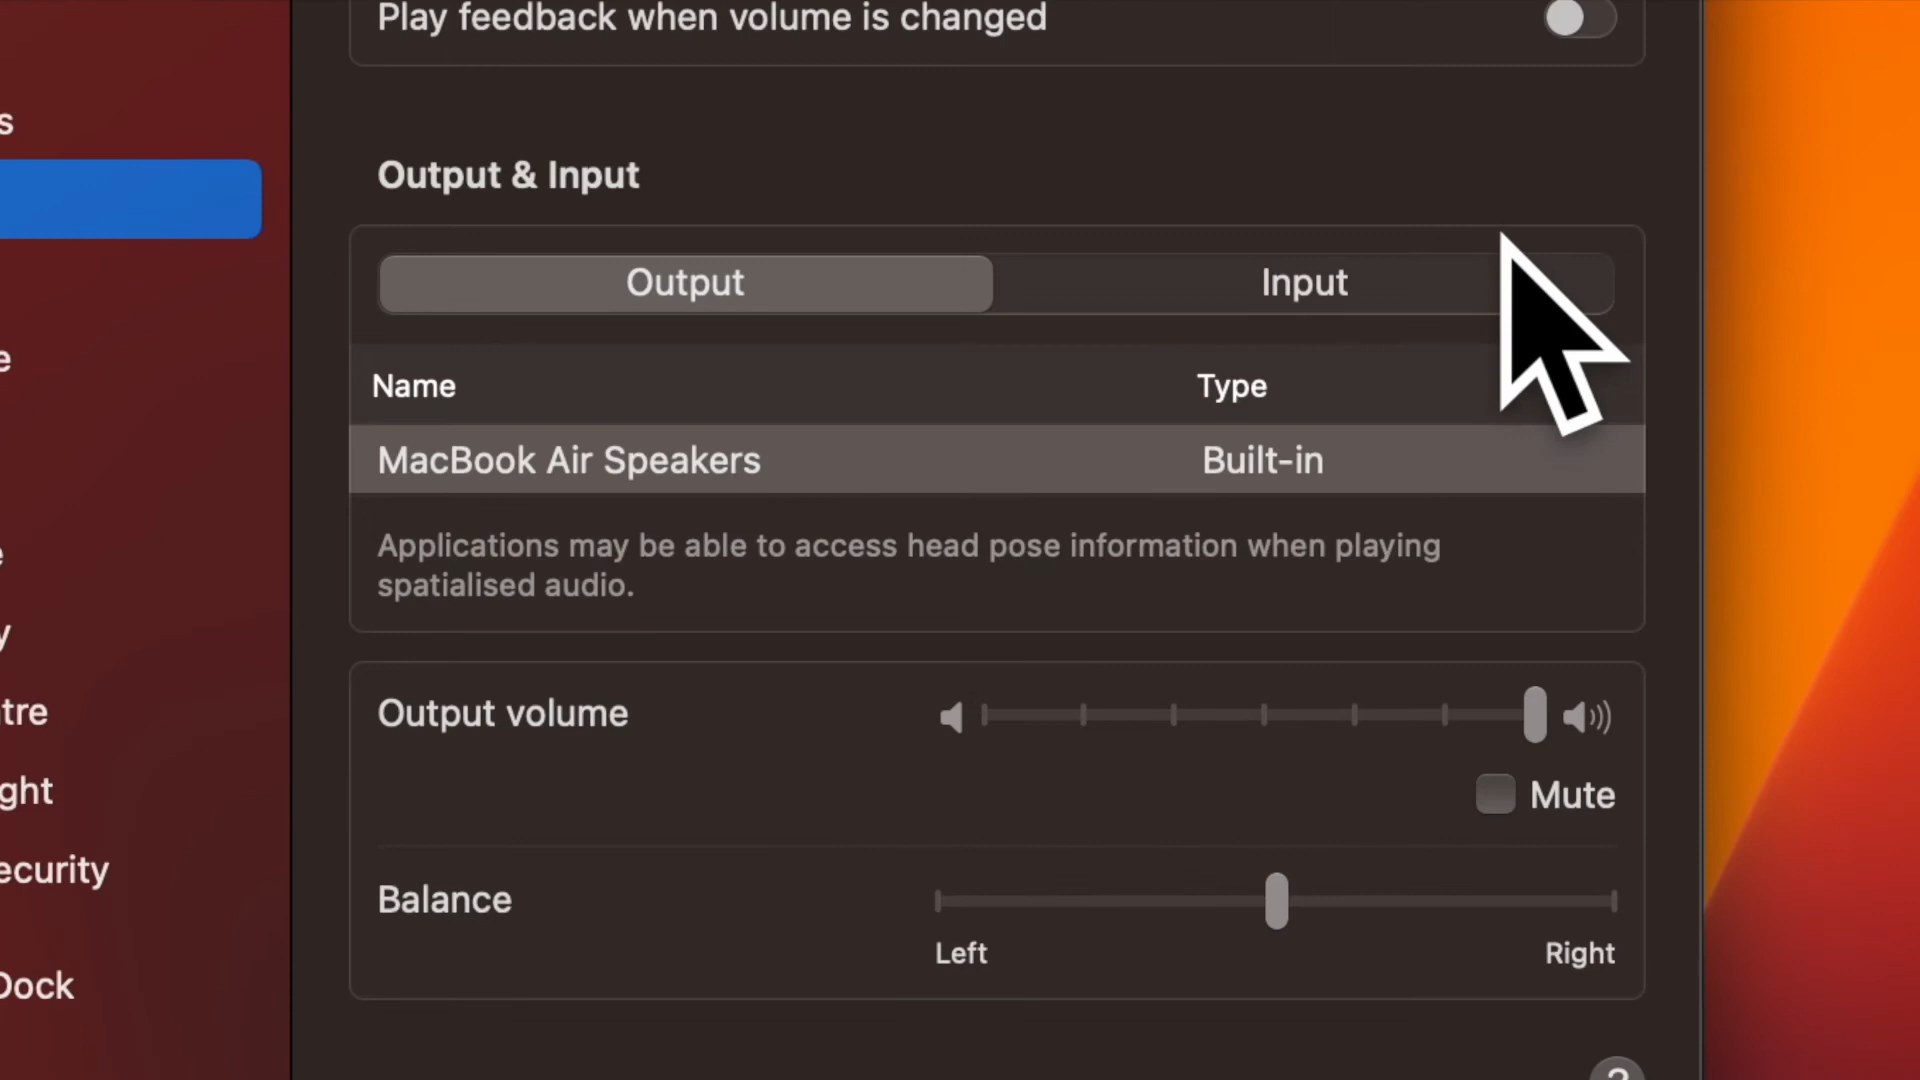 Play feedback when volume is changed
s
Output & Input
Output Input
e
Name Type
MacBook Air Speakers Built-in
Applications may be able to access head pose information when playing
spatialised audio.
e
y
tre
Output volume
ght
Mute
ecurity
Balance
Left Right
Dock
?